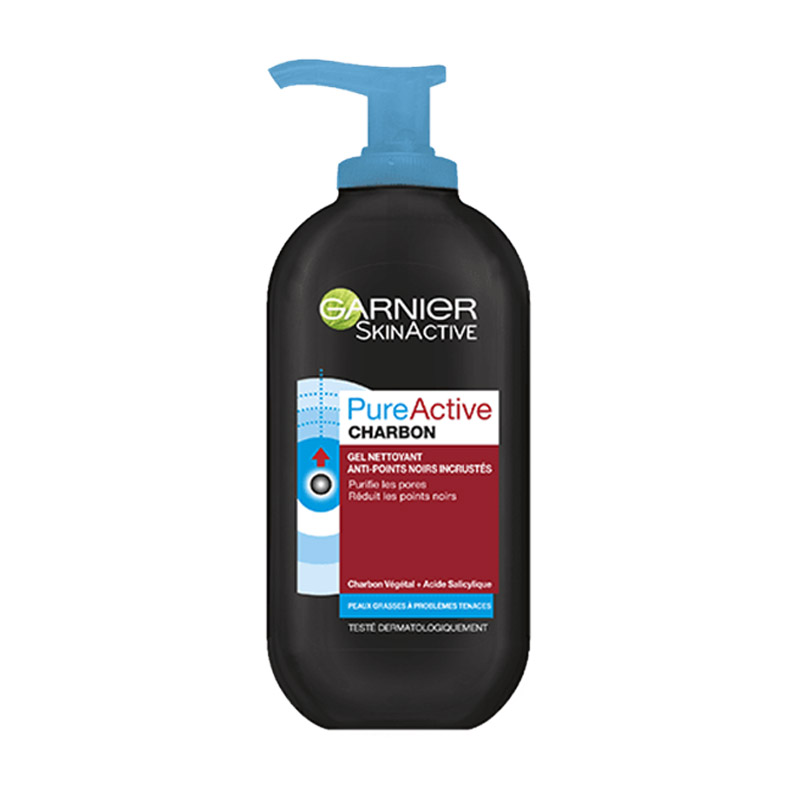 GARNIER
SKINACTIVE
PureActive
CHARBON
GEL NETTOYANT
ANTI-POINTS NOIRS INCRUSTÉS
Purifie les pores
Réduit les points noirs
Charbon Végétal + Acide Salicylique
PEAUX GRASSES À PROBLÈMES TENACES
TESTÉ DERMATOLOGIQUEMENT